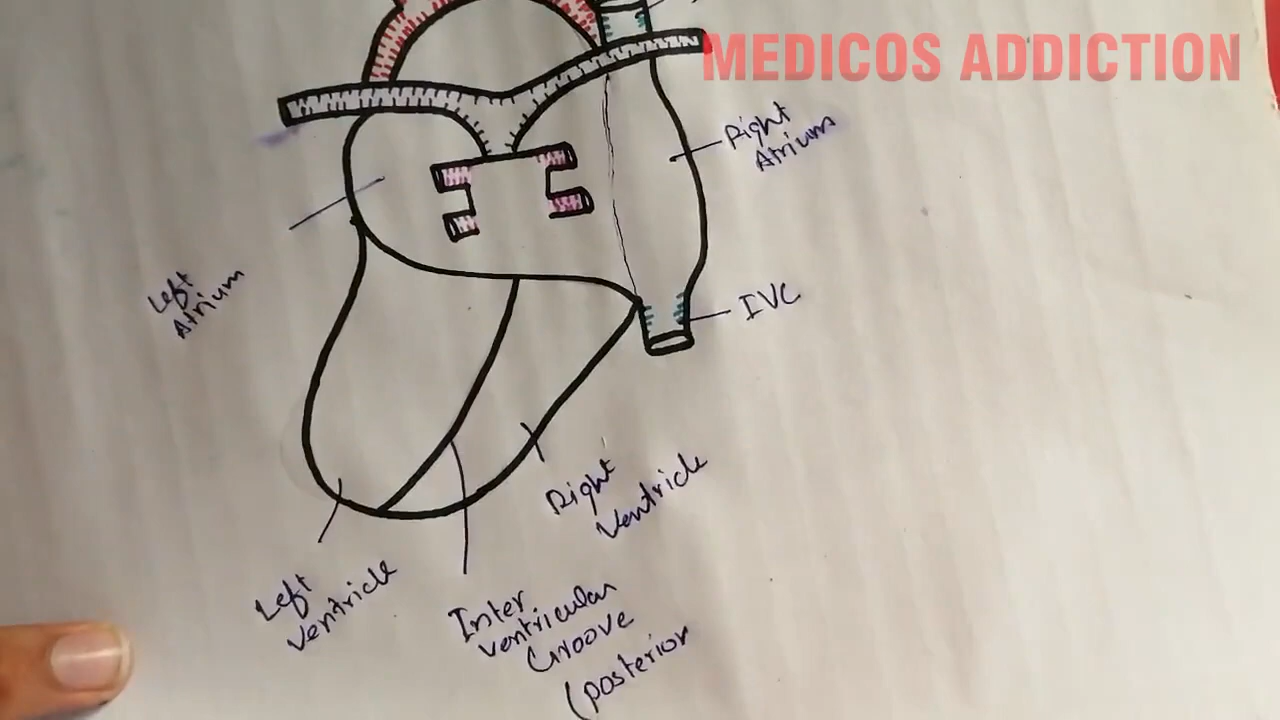 MEDICOS ADDICTION
Right
Atrium
Left
Atrium
IVC
Right
Ventricle
Left
Ventricle
Inter
ventricular
Groove
(posterior